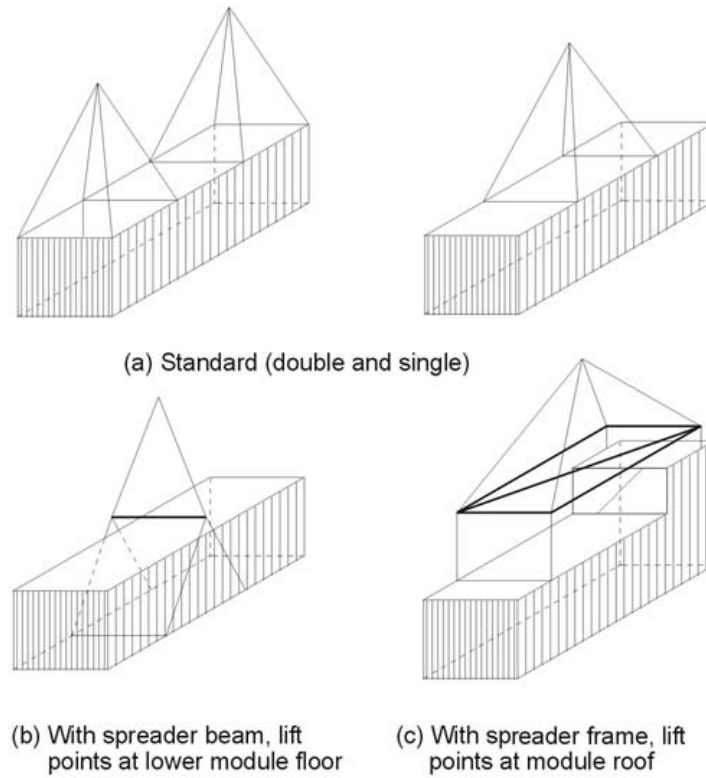 (a) Standard (double and single)
(b) With spreader beam, lift
points at lower module floor
(c) With spreader frame, lift
points at module roof